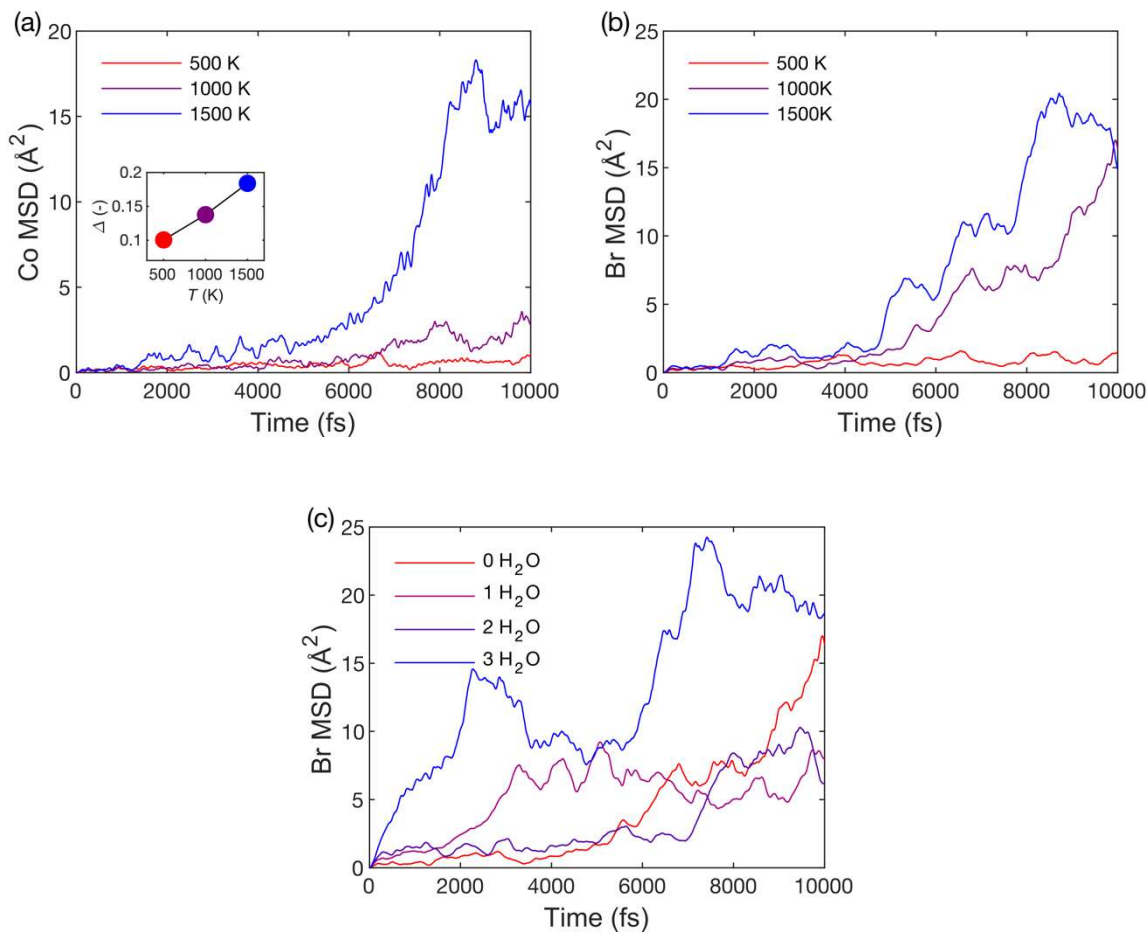 (a)
20
15
10
5
0
Co MSD (Å²)
500 K
1000 K
1500 K
0.2
0.15
0.1
Δ (-)
500 1000 1500
T (K)
0 2000 4000 6000 8000 10000
Time (fs)
(b)
25
20
15
10
5
0
Br MSD (Å²)
500 K
1000K
1500K
0 2000 4000 6000 8000 10000
Time (fs)
(c)
25
20
15
10
5
0
Br MSD (Å²)
0 H₂O
1 H₂O
2 H₂O
3 H₂O
0 2000 4000 6000 8000 10000
Time (fs)